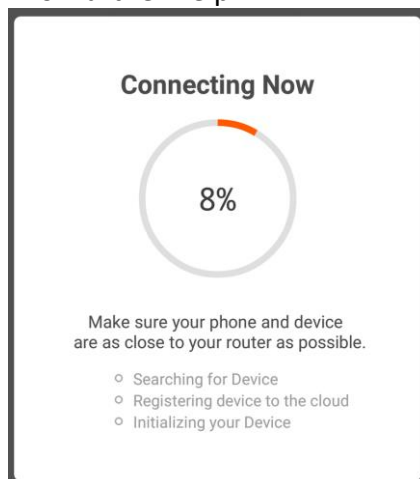 Connecting Now
8%
Make sure your phone and device
are as close to your router as possible.
Searching for Device
Registering device to the cloud
Initializing your Device